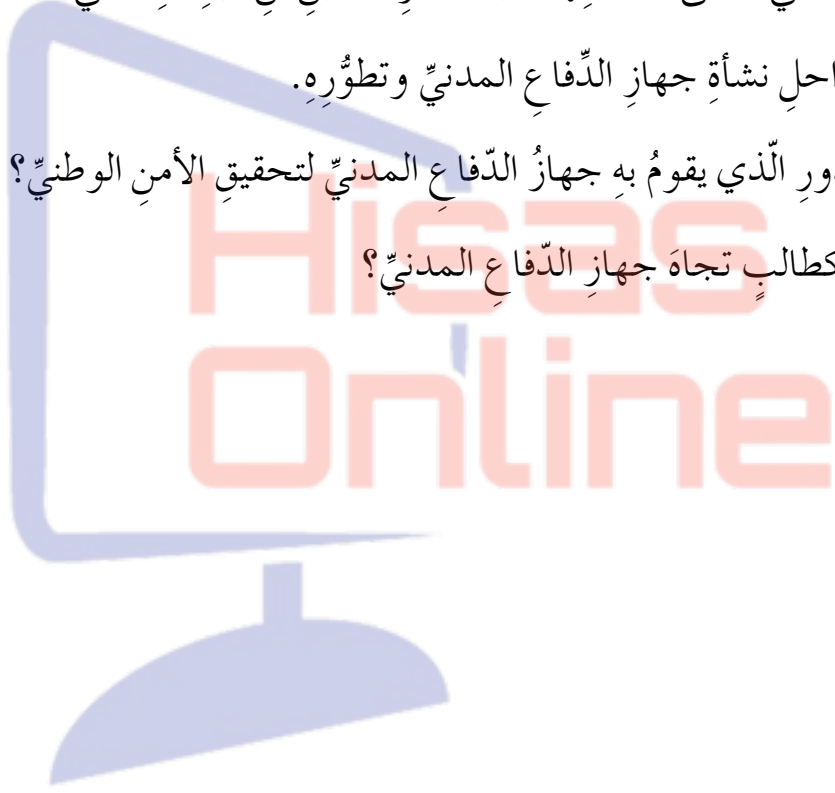 احلِ نشأةِ جهازِ الدِّفاعِ المدنيِّ وتطوُّرِهِ.
ورِ الّذي يقومُ بهِ جهازُ الدّفاعِ المدنيِّ لتحقيقِ الأمنِ الوطنيِّ؟
كطالبٍ تجاهَ جهازِ الدّفاعِ المدنيِّ؟
Hisas
Online